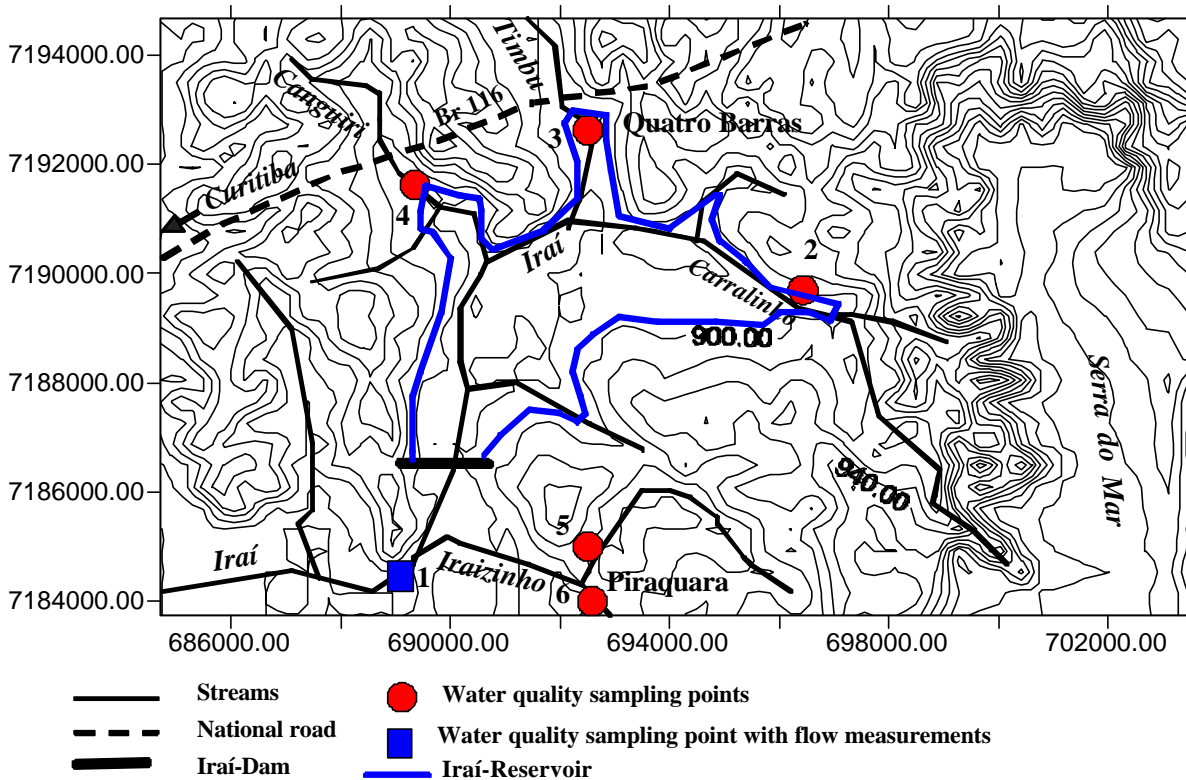 7194000.00
7192000.00
7190000.00
7188000.00
7186000.00
7184000.00
Timbu
Canguiri
Br 116
3
Quatro Barras
Curitiba
4
Iraí
2
Carralinho
900.00
Serra do Mar
940.00
5
Iraí
1
Iraizinho
6
Piraquara
686000.00 690000.00 694000.00 698000.00 702000.00
Streams
Water quality sampling points
National road
Water quality sampling point with flow measurements
Iraí-Dam
Iraí-Reservoir